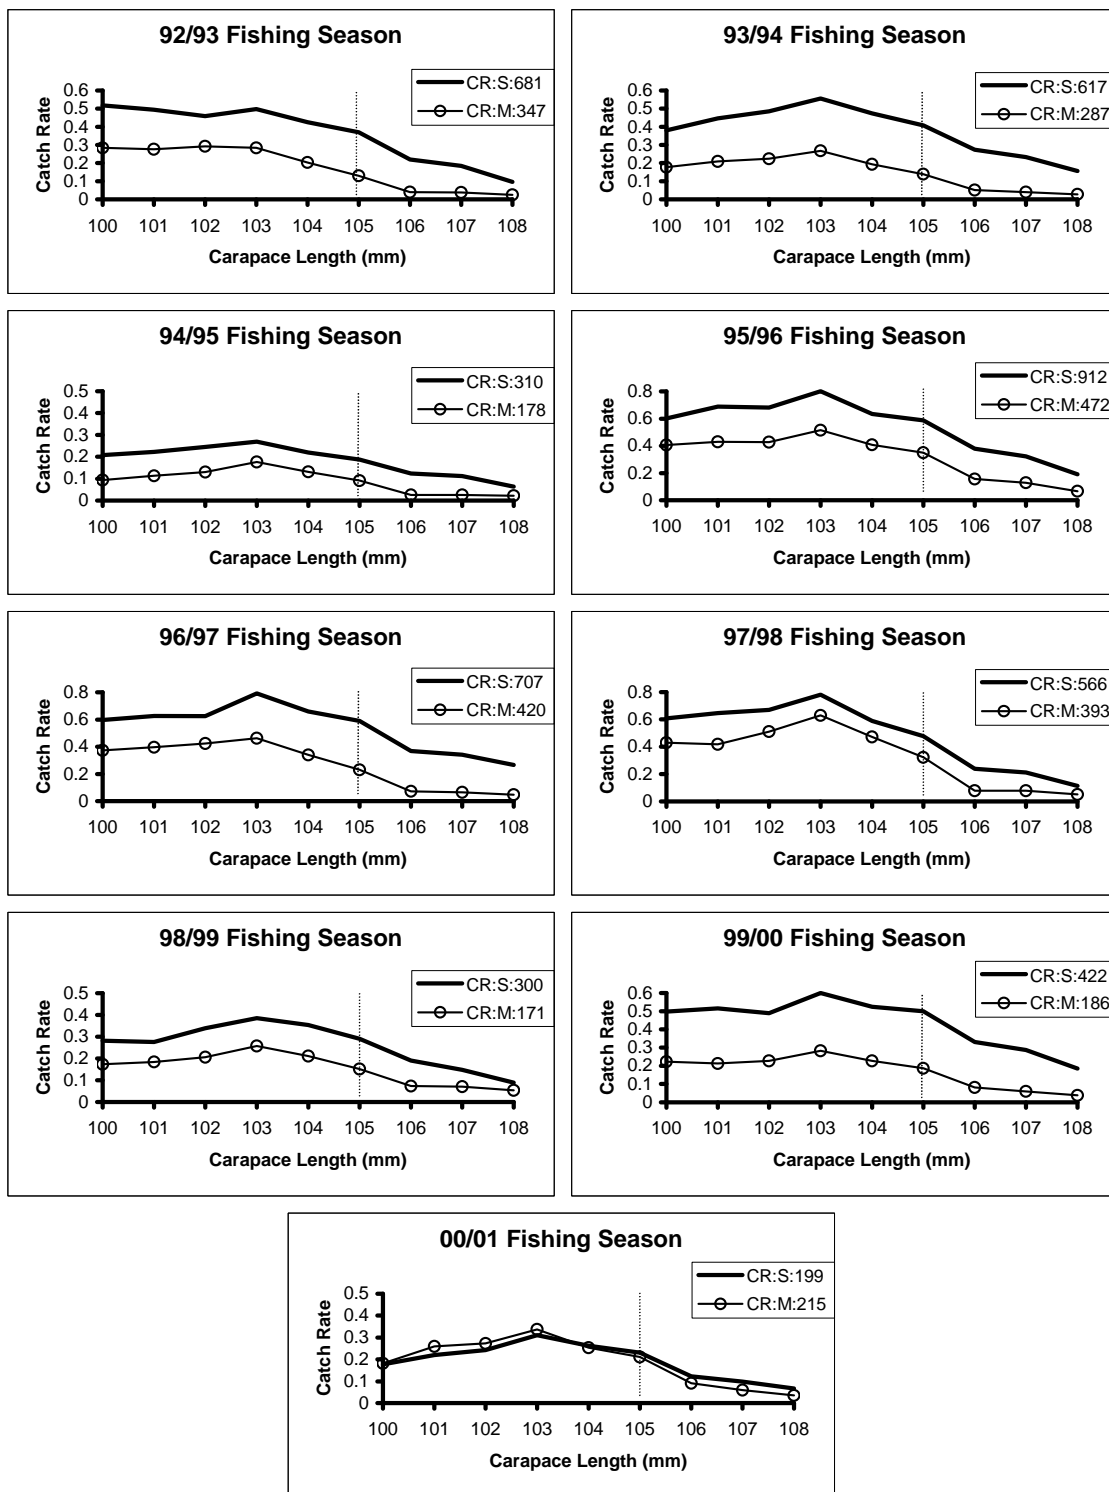 92/93 Fishing Season
CR:S:681
CR:M:347
Catch Rate
0.6
0.5
0.4
0.3
0.2
0.1
0
100 101 102 103 104 105 106 107 108
Carapace Length (mm)
93/94 Fishing Season
CR:S:617
CR:M:287
Catch Rate
0.6
0.5
0.4
0.3
0.2
0.1
0
100 101 102 103 104 105 106 107 108
Carapace Length (mm)
94/95 Fishing Season
CR:S:310
CR:M:178
Catch Rate
0.5
0.4
0.3
0.2
0.1
0
100 101 102 103 104 105 106 107 108
Carapace Length (mm)
95/96 Fishing Season
CR:S:912
CR:M:472
Catch Rate
0.8
0.6
0.4
0.2
0
100 101 102 103 104 105 106 107 108
Carapace Length (mm)
96/97 Fishing Season
CR:S:707
CR:M:420
Catch Rate
0.8
0.6
0.4
0.2
0
100 101 102 103 104 105 106 107 108
Carapace Length (mm)
97/98 Fishing Season
CR:S:566
CR:M:393
Catch Rate
0.8
0.6
0.4
0.2
0
100 101 102 103 104 105 106 107 108
Carapace Length (mm)
98/99 Fishing Season
CR:S:300
CR:M:171
Catch Rate
0.5
0.4
0.3
0.2
0.1
0
100 101 102 103 104 105 106 107 108
Carapace Length (mm)
99/00 Fishing Season
CR:S:422
CR:M:186
Catch Rate
0.6
0.5
0.4
0.3
0.2
0.1
0
100 101 102 103 104 105 106 107 108
Carapace Length (mm)
00/01 Fishing Season
CR:S:199
CR:M:215
Catch Rate
0.5
0.4
0.3
0.2
0.1
0
100 101 102 103 104 105 106 107 108
Carapace Length (mm)